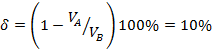 δ = (1 − V_A/V_B) 100% = 10%